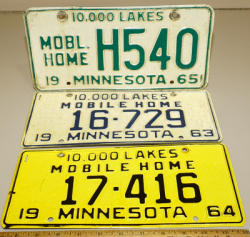 10,000 LAKES
MOBL. HOME H540
19 MINNESOTA 65
10,000 LAKES
MOBILE HOME
16-729
19 MINNESOTA 63
10,000 LAKES
MOBILE HOME
17-416
19 MINNESOTA 64